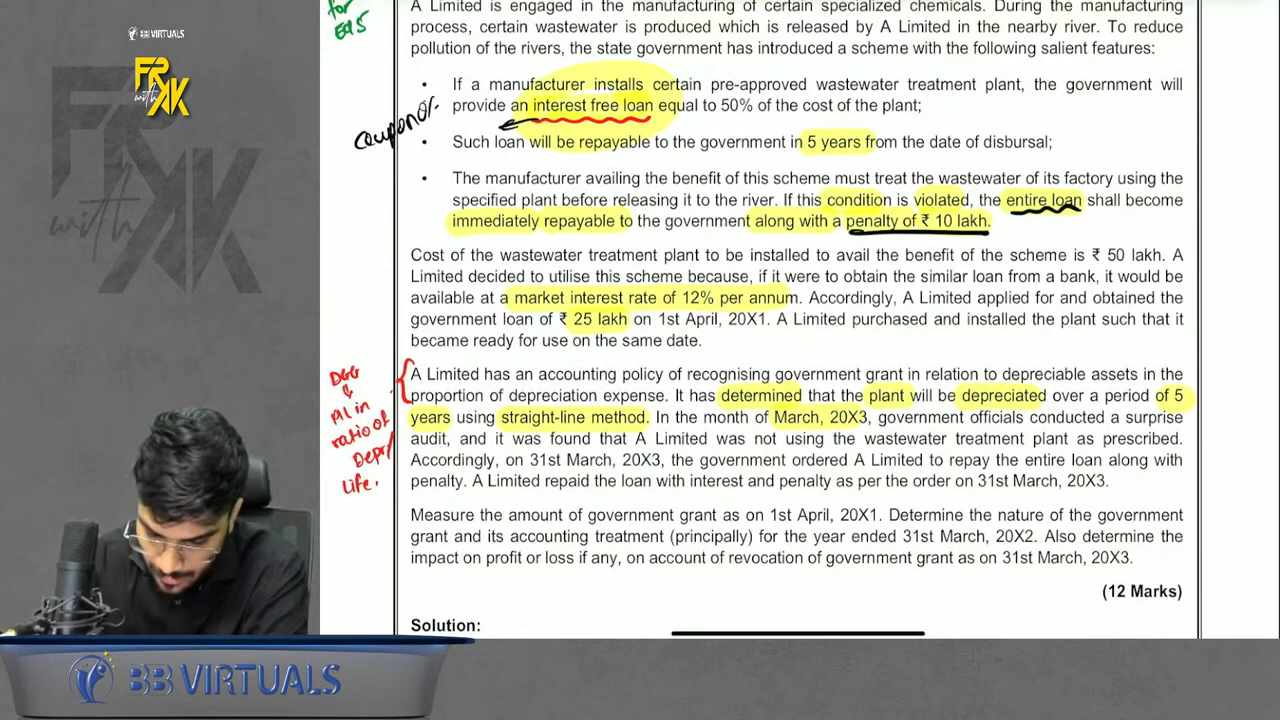 BB VIRTUALS
FR
with AK
FR
with AK
for
EQ5
A Limited is engaged in the manufacturing of certain specialized chemicals. During the manufacturing
process, certain wastewater is produced which is released by A Limited in the nearby river. To reduce
pollution of the rivers, the state government has introduced a scheme with the following salient features:
• If a manufacturer installs certain pre-approved wastewater treatment plant, the government will
provide an interest free loan equal to 50% of the cost of the plant;
coupon 0%
• Such loan will be repayable to the government in 5 years from the date of disbursal;
• The manufacturer availing the benefit of this scheme must treat the wastewater of its factory using the
specified plant before releasing it to the river. If this condition is violated, the entire loan shall become
immediately repayable to the government along with a penalty of ₹ 10 lakh.
Cost of the wastewater treatment plant to be installed to avail the benefit of the scheme is ₹ 50 lakh. A
Limited decided to utilise this scheme because, if it were to obtain the similar loan from a bank, it would be
available at a market interest rate of 12% per annum. Accordingly, A Limited applied for and obtained the
government loan of ₹ 25 lakh on 1st April, 20X1. A Limited purchased and installed the plant such that it
became ready for use on the same date.
A Limited has an accounting policy of recognising government grant in relation to depreciable assets in the
proportion of depreciation expense. It has determined that the plant will be depreciated over a period of 5
years using straight-line method. In the month of March, 20X3, government officials conducted a surprise
audit, and it was found that A Limited was not using the wastewater treatment plant as prescribed.
Accordingly, on 31st March, 20X3, the government ordered A Limited to repay the entire loan along with
penalty. A Limited repaid the loan with interest and penalty as per the order on 31st March, 20X3.
DGG
PL in
ratio of
Depr/
Life.
Measure the amount of government grant as on 1st April, 20X1. Determine the nature of the government
grant and its accounting treatment (principally) for the year ended 31st March, 20X2. Also determine the
impact on profit or loss if any, on account of revocation of government grant as on 31st March, 20X3.
(12 Marks)
Solution:
BB VIRTUALS